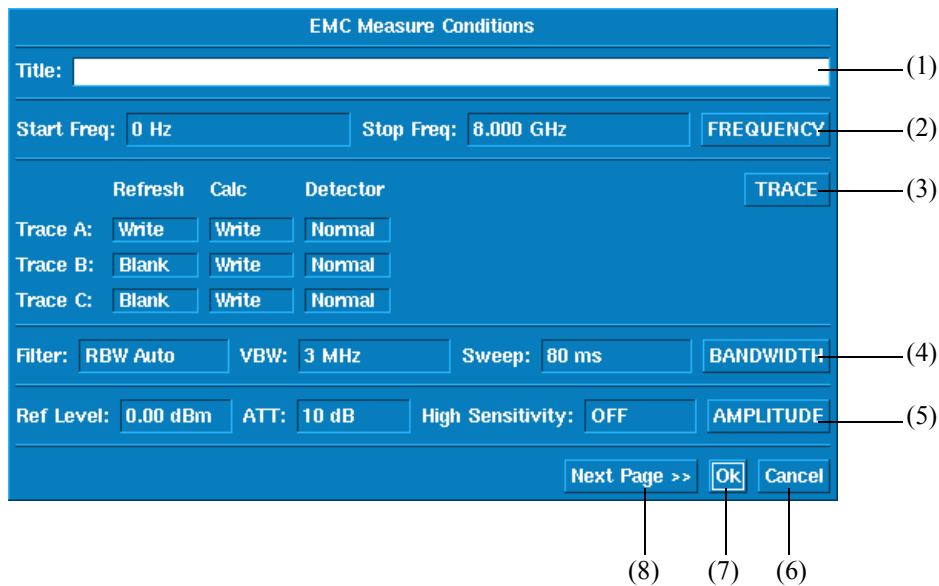 EMC Measure Conditions
Title: (1)
Start Freq: 0 Hz Stop Freq: 8.000 GHz FREQUENCY (2)
Refresh Calc Detector TRACE (3)
Trace A: Write Write Normal
Trace B: Blank Write Normal
Trace C: Blank Write Normal
Filter: RBW Auto VBW: 3 MHz Sweep: 80 ms BANDWIDTH (4)
Ref Level: 0.00 dBm ATT: 10 dB High Sensitivity: OFF AMPLITUDE (5)
Next Page >> Ok Cancel
(8) (7) (6)